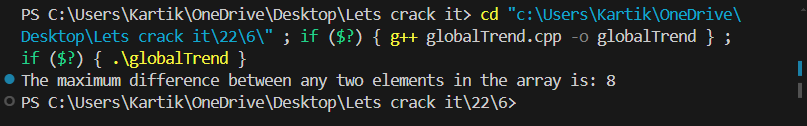 PS C:\Users\Kartik\OneDrive\Desktop\Lets crack it> cd "c:\Users\Kartik\OneDrive\
Desktop\Lets crack it\22\6\" ; if ($?) { g++ globalTrend.cpp -o globalTrend } ;
if ($?) { .\globalTrend }
The maximum difference between any two elements in the array is: 8
PS C:\Users\Kartik\OneDrive\Desktop\Lets crack it\22\6>